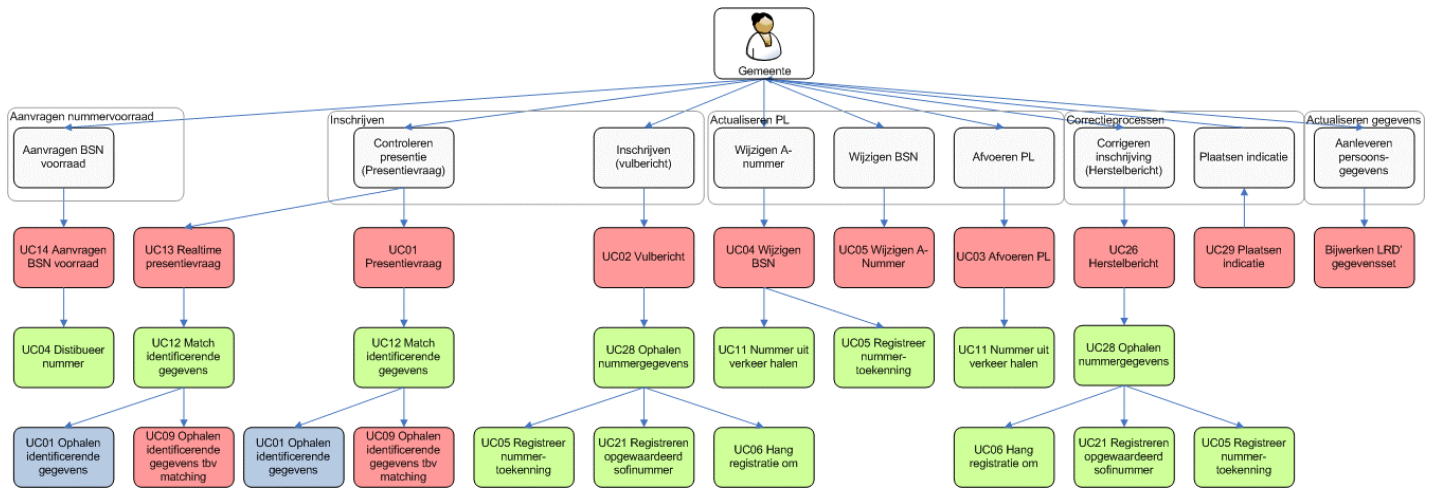 Gemeente
Aanvragen nummervoorraad
Inschrijven
Actualiseren PL
Correctieprocessen
Actualiseren gegevens
Aanvragen BSN
voorraad
Controleren
presentie
(Presentievraag)
Inschrijven
(vulbericht)
Wijzigen A-
nummer
Wijzigen BSN
Afvoeren PL
Corrigeren
inschrijving
(Herstelbericht)
Plaatsen indicatie
Aanleveren
persoons-
gegevens
UC14 Aanvragen
BSN voorraad
UC13 Realtime
presentievraag
UC01
Presentievraag
UC02 Vulbericht
UC04 Wijzigen
BSN
UC05 Wijzigen A-
Nummer
UC03 Afvoeren PL
UC26
Herstelbericht
UC29 Plaatsen
indicatie
Bijwerken LRD'
gegevensset
UC04 Distibueer
nummer
UC12 Match
identificerende
gegevens
UC12 Match
identificerende
gegevens
UC28 Ophalen
nummergegevens
UC11 Nummer uit
verkeer halen
UC05 Registreer
nummer-
toekenning
UC11 Nummer uit
verkeer halen
UC28 Ophalen
nummergegevens
UC01 Ophalen
identificerende
gegevens
UC09 Ophalen
identificerende
gegevens tbv
matching
UC01 Ophalen
identificerende
gegevens
UC09 Ophalen
identificerende
gegevens tbv
matching
UC05 Registreer
nummer-
toekenning
UC21 Registreren
opgewaardeerd
sofinummer
UC06 Hang
registratie om
UC06 Hang
registratie om
UC21 Registreren
opgewaardeerd
sofinummer
UC05 Registreer
nummer-
toekenning